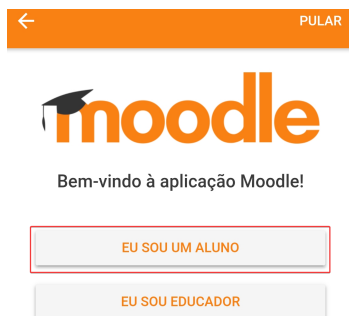 PULAR
moodle
Bem-vindo à aplicação Moodle!
EU SOU UM ALUNO
EU SOU EDUCADOR